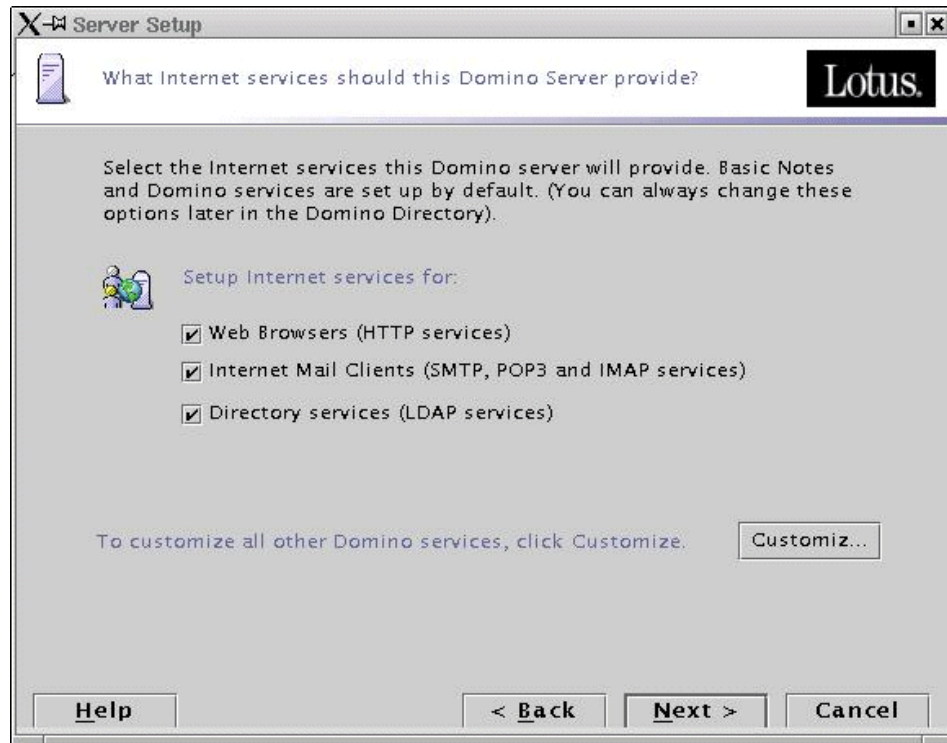 Server Setup
What Internet services should this Domino Server provide?
Lotus.
Select the Internet services this Domino server will provide. Basic Notes
and Domino services are set up by default. (You can always change these
options later in the Domino Directory).
Setup Internet services for:
Web Browsers (HTTP services)
Internet Mail Clients (SMTP, POP3 and IMAP services)
Directory services (LDAP services)
To customize all other Domino services, click Customize.
Customiz...
Help
< Back
Next >
Cancel